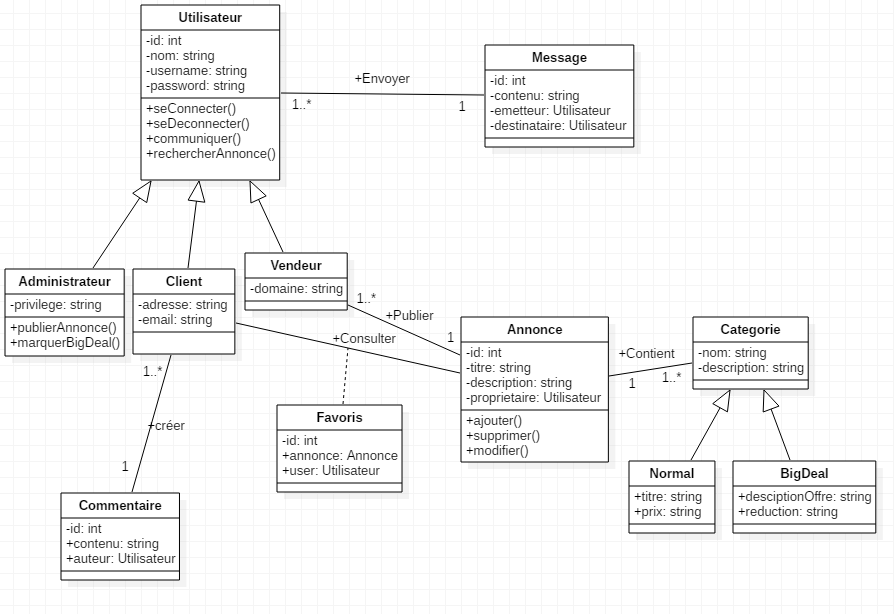 Utilisateur
-id: int
-nom: string
-username: string
-password: string
+seConnecter()
+seDeconnecter()
+communiquer()
+rechercherAnnonce()
+Envoyer
1..*
1
Message
-id: int
-contenu: string
-emetteur: Utilisateur
-destinataire: Utilisateur
Administrateur
-privilege: string
+publierAnnonce()
+marquerBigDeal()
Client
-adresse: string
-email: string
Vendeur
-domaine: string
1..*
+Publier
1
+Consulter
Annonce
-id: int
-titre: string
-description: string
-proprietaire: Utilisateur
+ajouter()
+supprimer()
+modifier()
+Contient
1
1..*
Categorie
-nom: string
-description: string
1..*
+créer
1
Favoris
-id: int
+annonce: Annonce
+user: Utilisateur
Normal
+titre: string
+prix: string
BigDeal
+desciptionOffre: string
+reduction: string
Commentaire
-id: int
+contenu: string
+auteur: Utilisateur